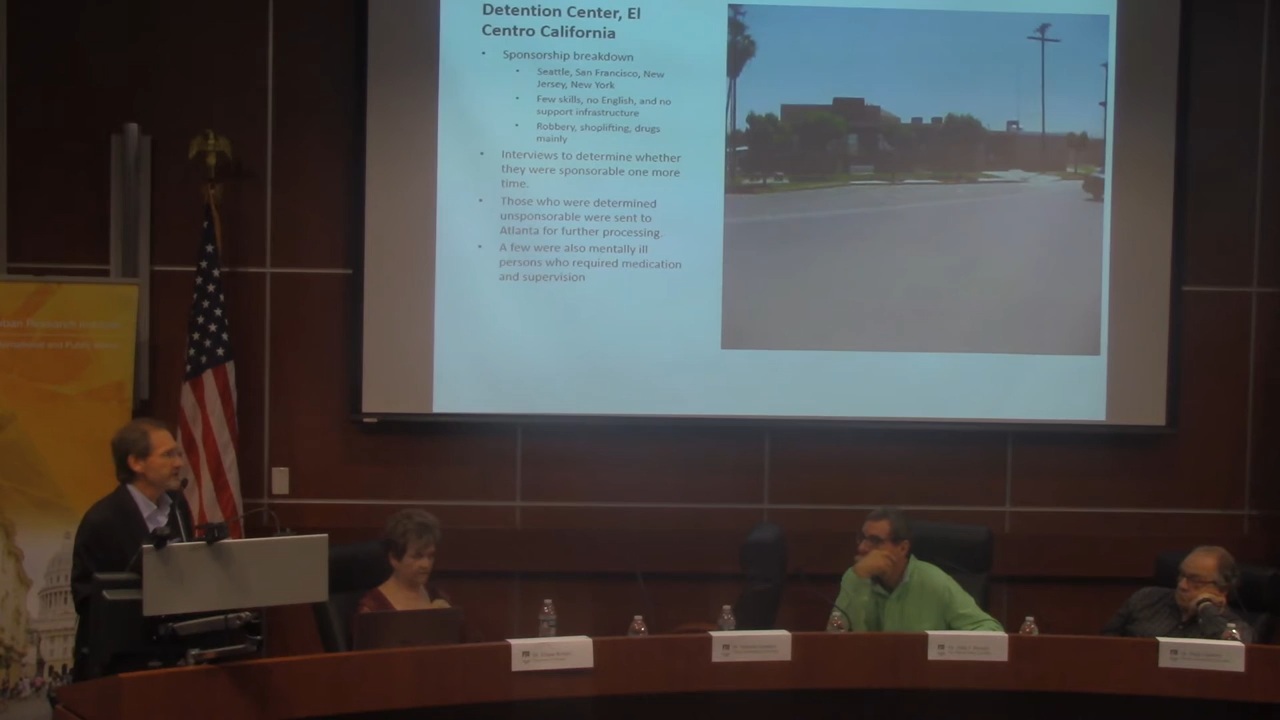 Detention Center, El
Centro California
• Sponsorship breakdown
• Seattle, San Francisco, New
Jersey, New York
• Few skills, no English, and no
support infrastructure
• Robbery, shoplifting, drugs
mainly
• Interviews to determine whether
they were sponsorable one more
time.
• Those who were determined
unsponsorable were sent to
Atlanta for further processing.
• A few were also mentally ill
persons who required medication
and supervision
Research